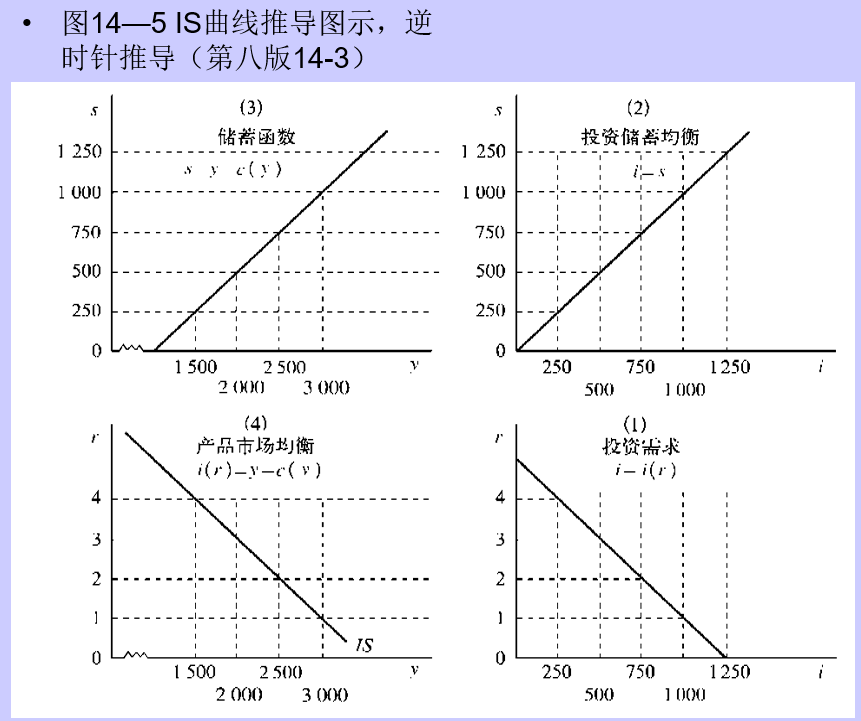 • 图14—5 IS曲线推导图示，逆
时针推导（第八版14-3）
s
(3)
储蓄函数
s y c(y)
1 250
1 000
750
500
250
0
1 500
2 500
y
2 000
3 000
s
(2)
投资储蓄均衡
i—s
1 250
1 000
750
500
250
0
250
750
1 250
i
500
1 000
r
(4)
产品市场均衡
i(r)—y—c(y)
4
3
2
1
0
IS
1 500
2 500
y
2 000
3 000
r
(1)
投资需求
i—i(r)
4
3
2
1
0
250
750
1 250
i
500
1 000